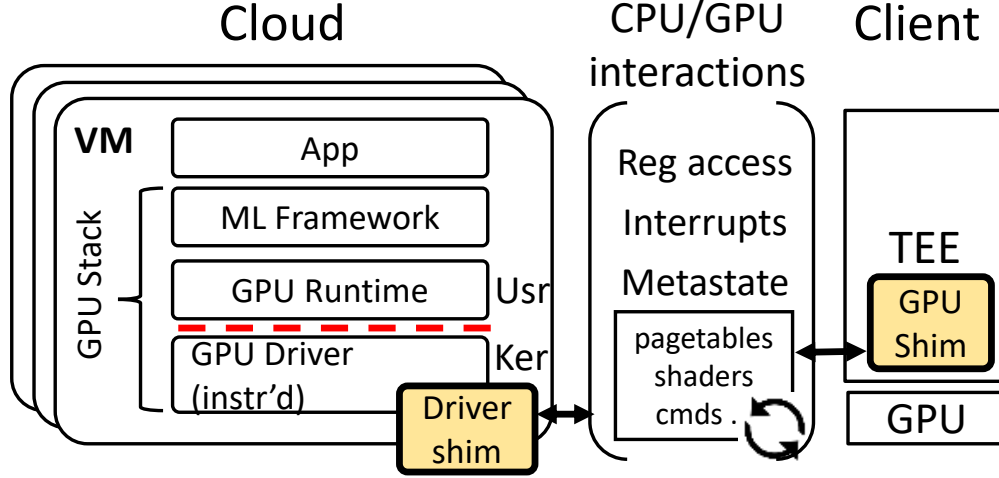 Cloud
VM
App
GPU Stack
ML Framework
GPU Runtime
Usr
GPU Driver
(instr'd)
Ker
Driver
shim
CPU/GPU
interactions
Reg access
Interrupts
Metastate
pagetables
shaders
cmds .
Client
TEE
GPU
Shim
GPU